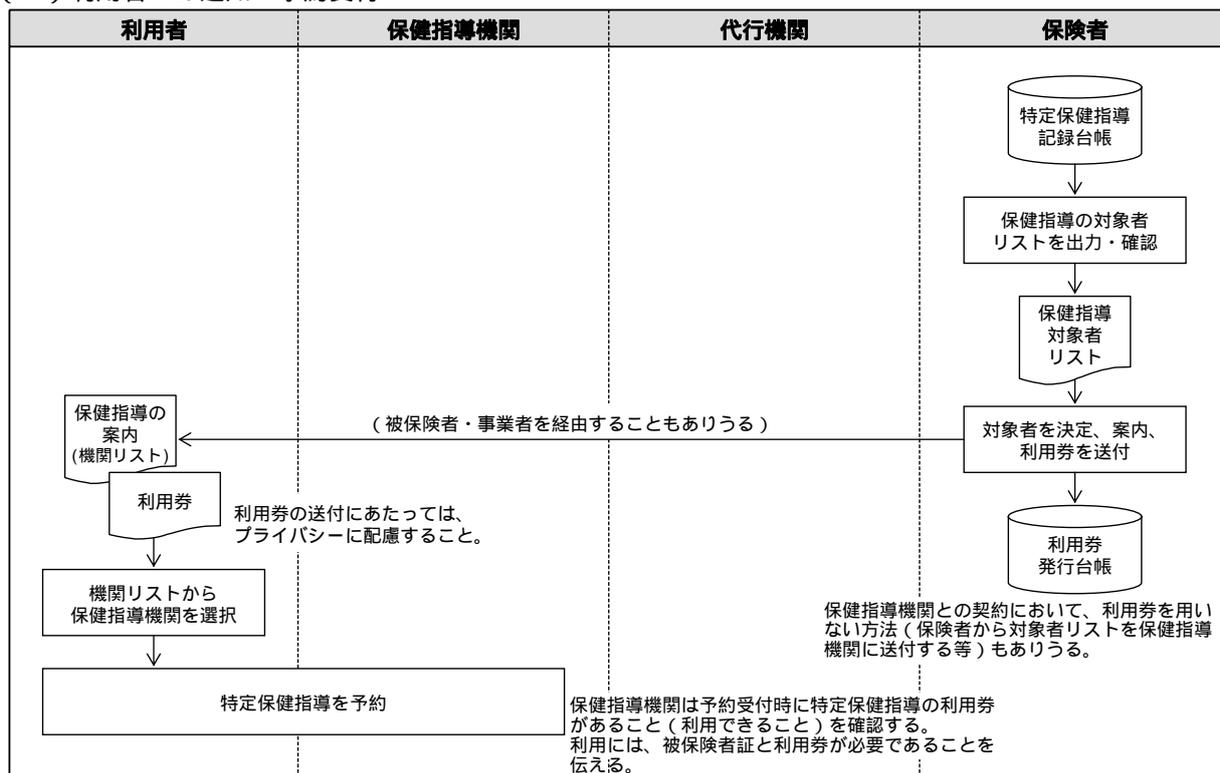 利用者
保健指導機関
代行機関
保険者
特定保健指導
記録台帳
保健指導の対象者
リストを出力・確認
保健指導
対象者
リスト
対象者を決定、案内、
利用券を送付
（被保険者・事業者を経由することもありうる）
保健指導の
案内
(機関リスト)
利用券
利用券の送付にあたっては、
プライバシーに配慮すること。
利用券
発行台帳
保健指導機関との契約において、利用券を用い
ない方法（保険者から対象者リストを保健指導
機関に送付する等）もありうる。
機関リストから
保健指導機関を選択
特定保健指導を予約
保健指導機関は予約受付時に特定保健指導の利用券
があること（利用できること）を確認する。
利用には、被保険者証と利用券が必要であることを
伝える。